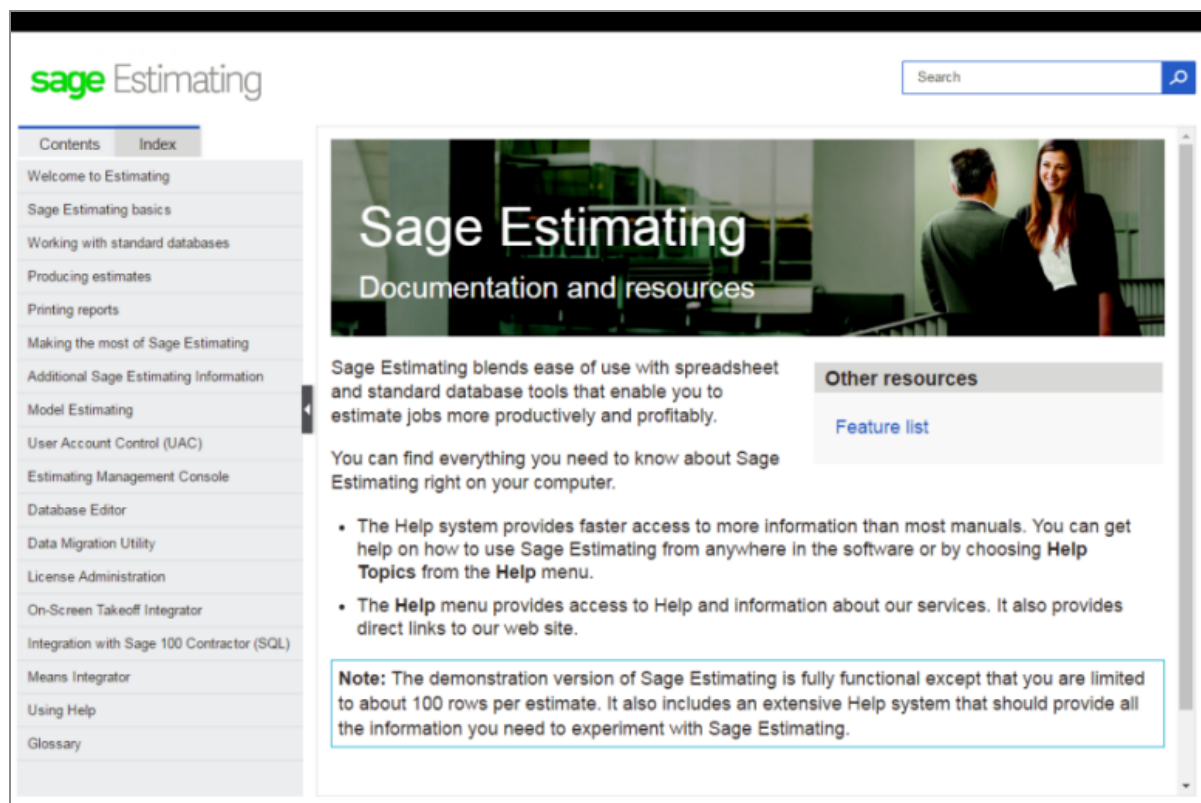 sage Estimating
Search
Contents Index
Welcome to Estimating
Sage Estimating basics
Working with standard databases
Producing estimates
Printing reports
Making the most of Sage Estimating
Additional Sage Estimating Information
Model Estimating
User Account Control (UAC)
Estimating Management Console
Database Editor
Data Migration Utility
License Administration
On-Screen Takeoff Integrator
Integration with Sage 100 Contractor (SQL)
Means Integrator
Using Help
Glossary
Sage Estimating
Documentation and resources
Sage Estimating blends ease of use with spreadsheet
and standard database tools that enable you to
estimate jobs more productively and profitably.
You can find everything you need to know about Sage
Estimating right on your computer.
Other resources
Feature list
• The Help system provides faster access to more information than most manuals. You can get
help on how to use Sage Estimating from anywhere in the software or by choosing Help
Topics from the Help menu.
• The Help menu provides access to Help and information about our services. It also provides
direct links to our web site.
Note: The demonstration version of Sage Estimating is fully functional except that you are limited
to about 100 rows per estimate. It also includes an extensive Help system that should provide all
the information you need to experiment with Sage Estimating.